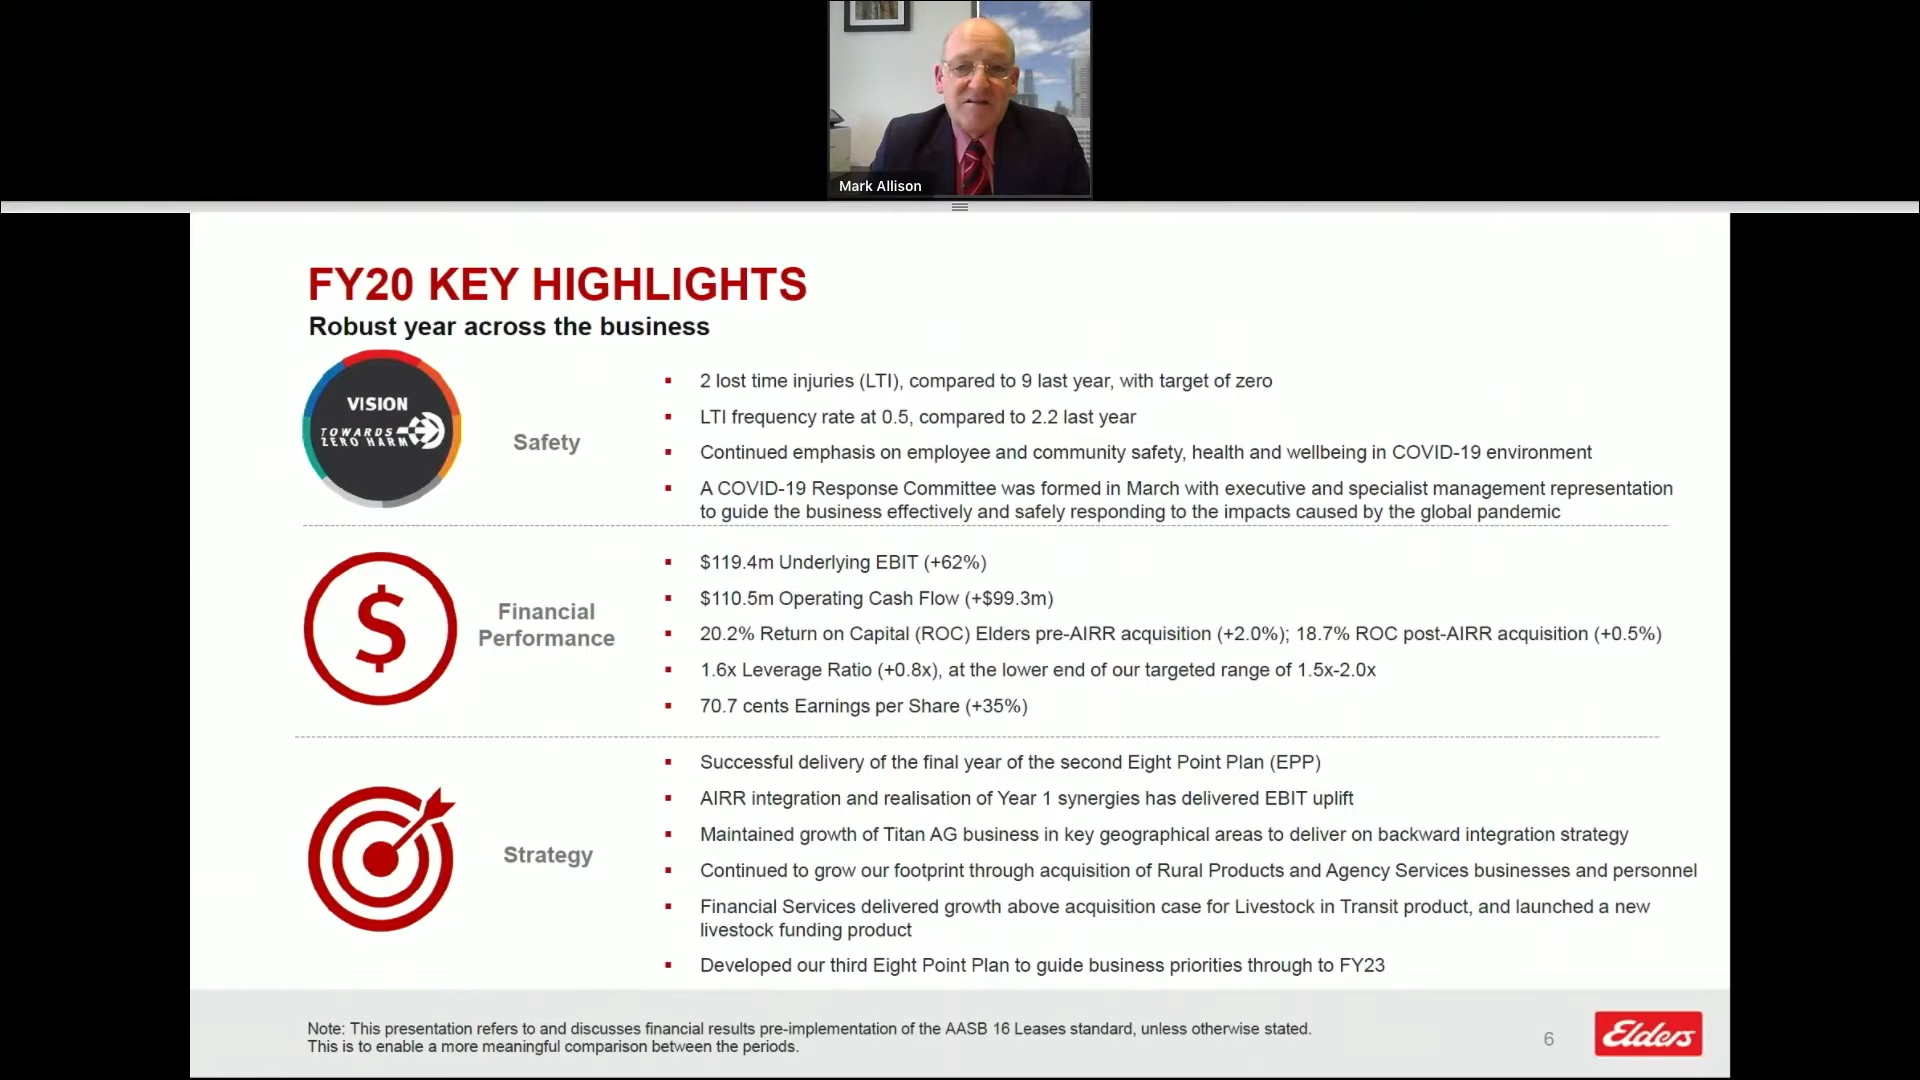 Mark Allison
FY20 KEY HIGHLIGHTS
Robust year across the business
VISION
TOWARDS
ZERO HARM
Safety
2 lost time injuries (LTI), compared to 9 last year, with target of zero
LTI frequency rate at 0.5, compared to 2.2 last year
Continued emphasis on employee and community safety, health and wellbeing in COVID-19 environment
A COVID-19 Response Committee was formed in March with executive and specialist management representation
to guide the business effectively and safely responding to the impacts caused by the global pandemic
$
Financial
Performance
$119.4m Underlying EBIT (+62%)
$110.5m Operating Cash Flow (+$99.3m)
20.2% Return on Capital (ROC) Elders pre-AIRR acquisition (+2.0%); 18.7% ROC post-AIRR acquisition (+0.5%)
1.6x Leverage Ratio (+0.8x), at the lower end of our targeted range of 1.5x-2.0x
70.7 cents Earnings per Share (+35%)
Strategy
Successful delivery of the final year of the second Eight Point Plan (EPP)
AIRR integration and realisation of Year 1 synergies has delivered EBIT uplift
Maintained growth of Titan AG business in key geographical areas to deliver on backward integration strategy
Continued to grow our footprint through acquisition of Rural Products and Agency Services businesses and personnel
Financial Services delivered growth above acquisition case for Livestock in Transit product, and launched a new
livestock funding product
Developed our third Eight Point Plan to guide business priorities through to FY23
Note: This presentation refers to and discusses financial results pre-implementation of the AASB 16 Leases standard, unless otherwise stated.
This is to enable a more meaningful comparison between the periods.
6
Elders